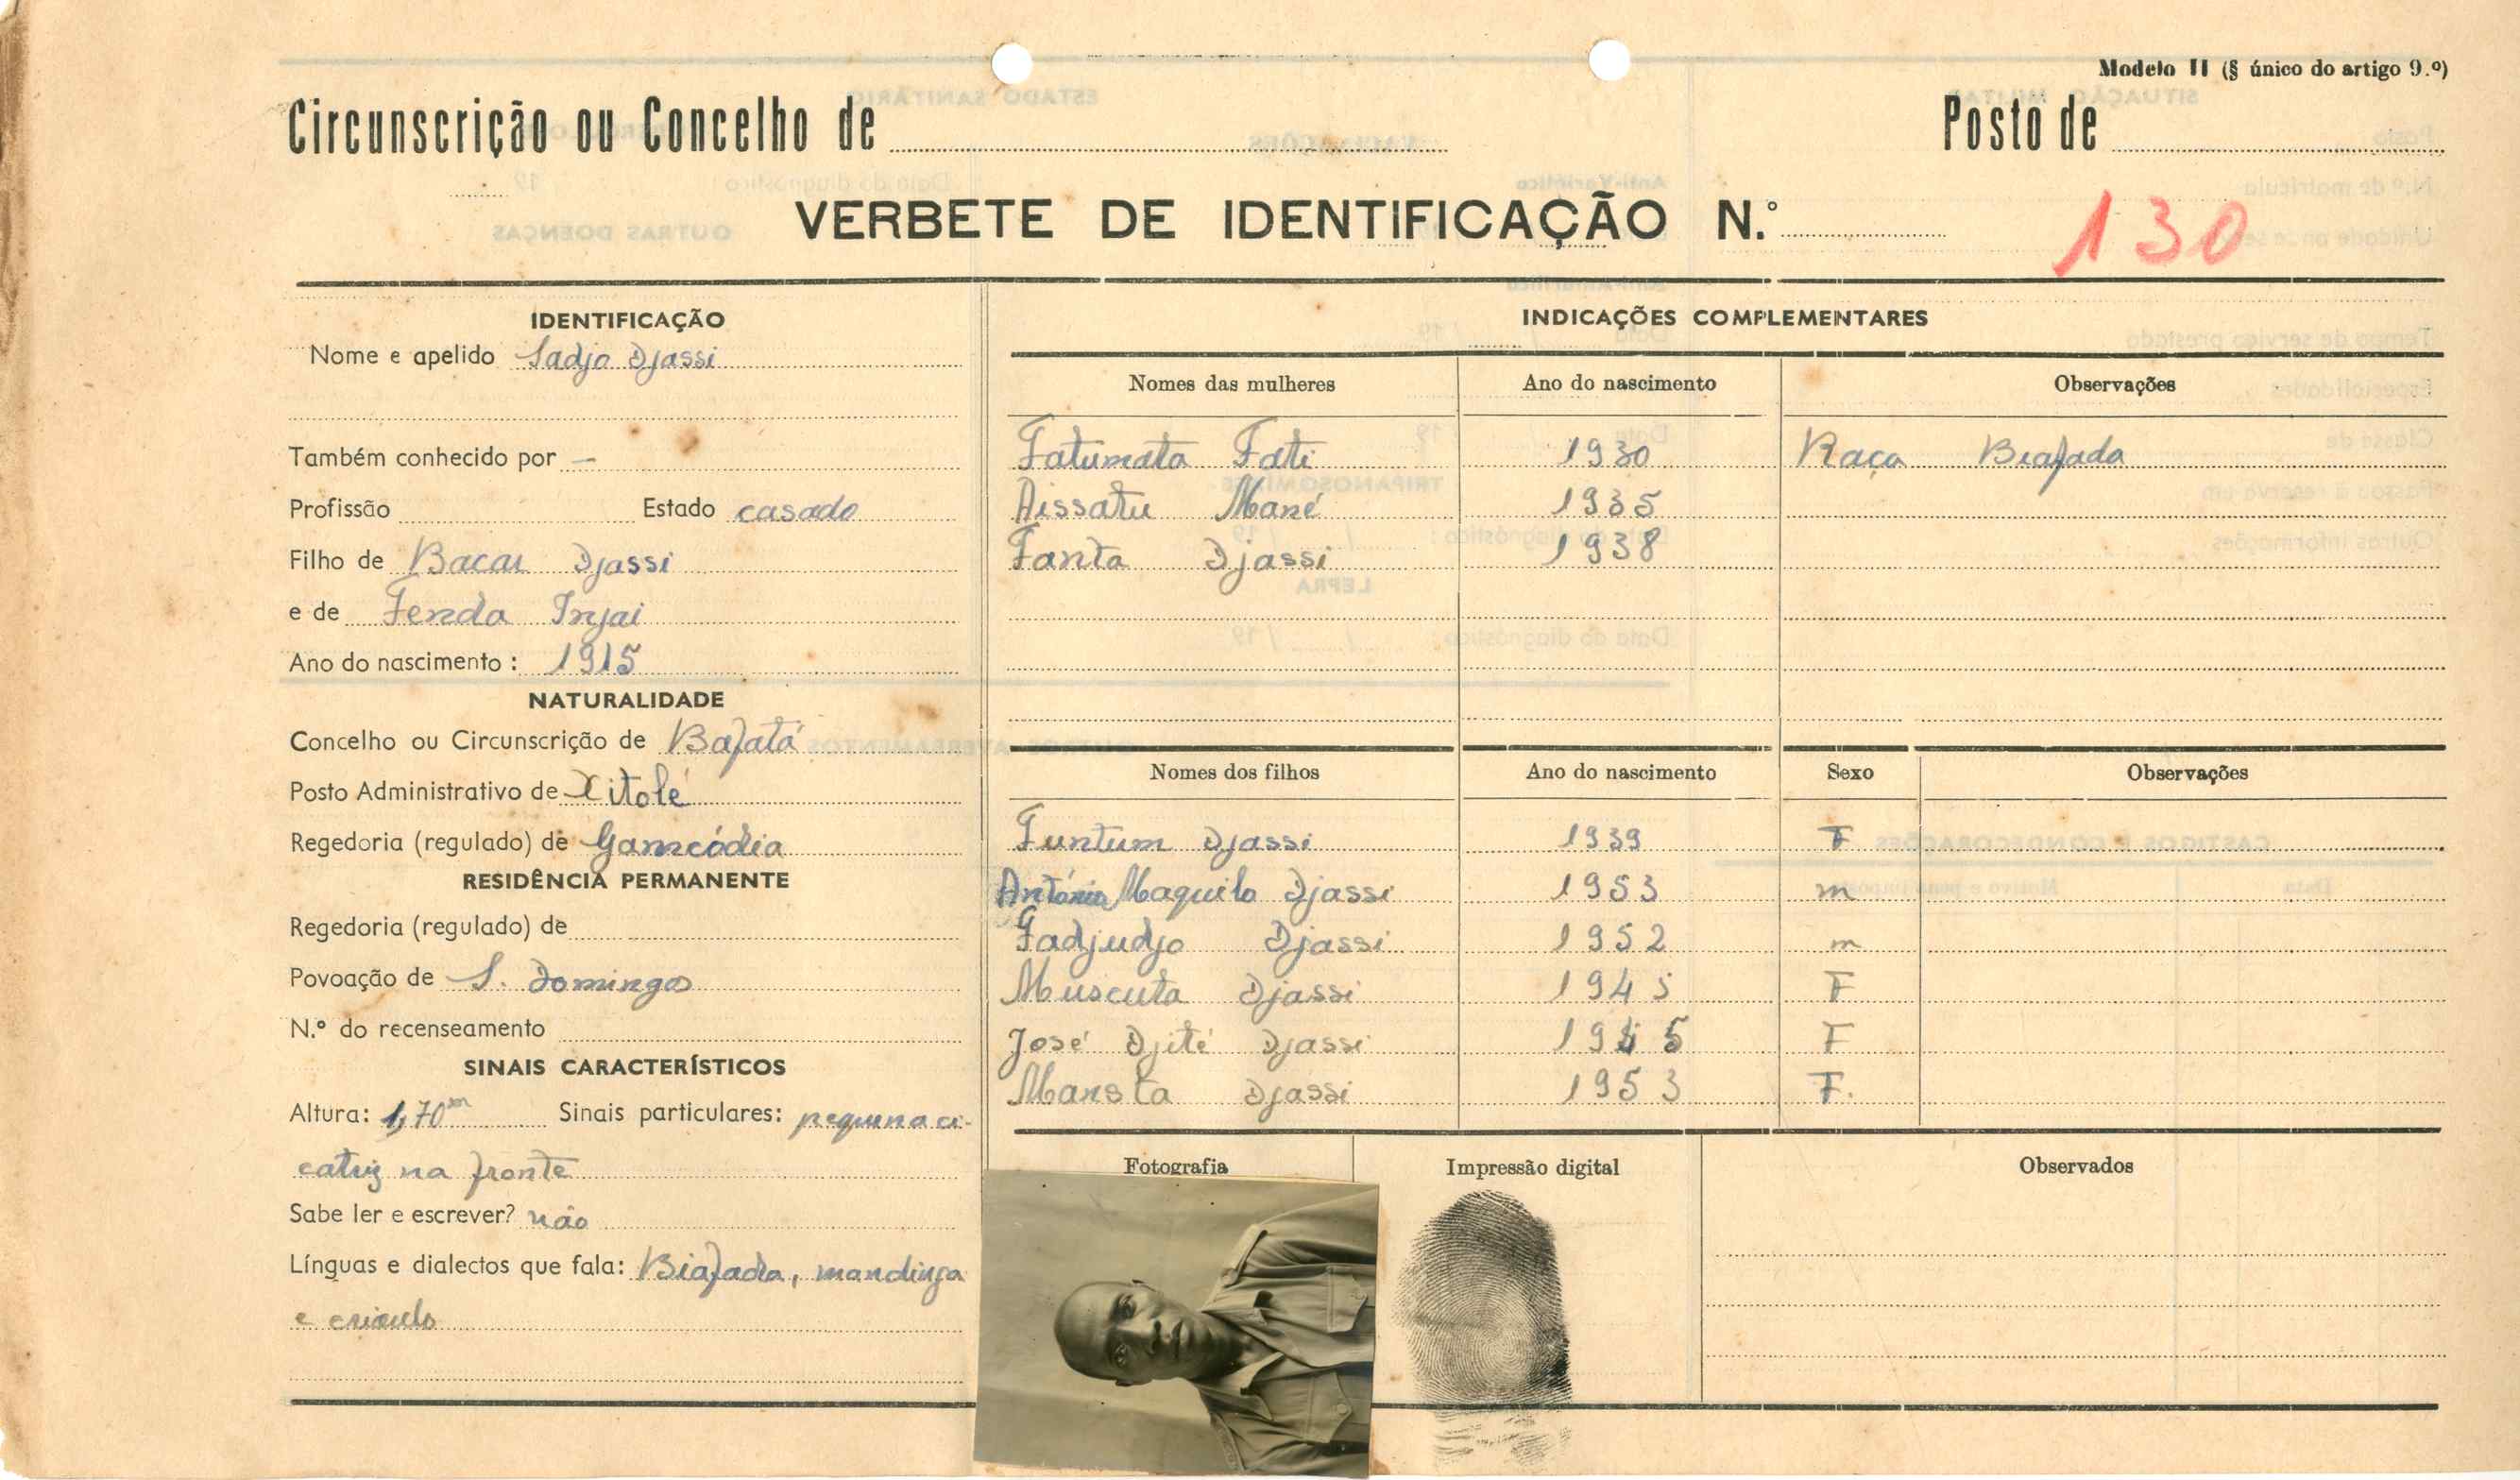 Modelo II (§ único do artigo 9.º)
Circunscrição ou Concelho de
Posto de
VERBETE DE IDENTIFICAÇÃO N.º
130
IDENTIFICAÇÃO
Nome e apelido Sadjo Djassi
Também conhecido por —
Profissão Estado casado
Filho de Bacar Djassi
e de Fenda Injai
Ano do nascimento : 1915
NATURALIDADE
Concelho ou Circunscrição de Bafatá
Posto Administrativo de Xitolé
Regedoria (regulado) de Gamcódia
RESIDÊNCIA PERMANENTE
Regedoria (regulado) de
Povoação de S. Domingos
N.º do recenseamento
SINAIS CARACTERÍSTICOS
Altura: 1,70m Sinais particulares: pequena ci-
catriz na fronte
Sabe ler e escrever? não
Línguas e dialectos que fala: Biafada, mandinga
e crioulo
INDICAÇÕES COMPLEMENTARES
Nomes das mulheres Ano do nascimento Observações
Fatumata Fati 1930 Raça Biafada
Aissatu Mané 1935
Fanta Djassi 1938
Nomes dos filhos Ano do nascimento Sexo Observações
Funtum Djassi 1939 F
António Maquilo Djassi 1953 m
Fadjudjo Djassi 1952 m
Muscuta Djassi 1945 F
José Djité Djassi 1945 F
Djassi 1953 F.
Fotografia Impressão digital Observados